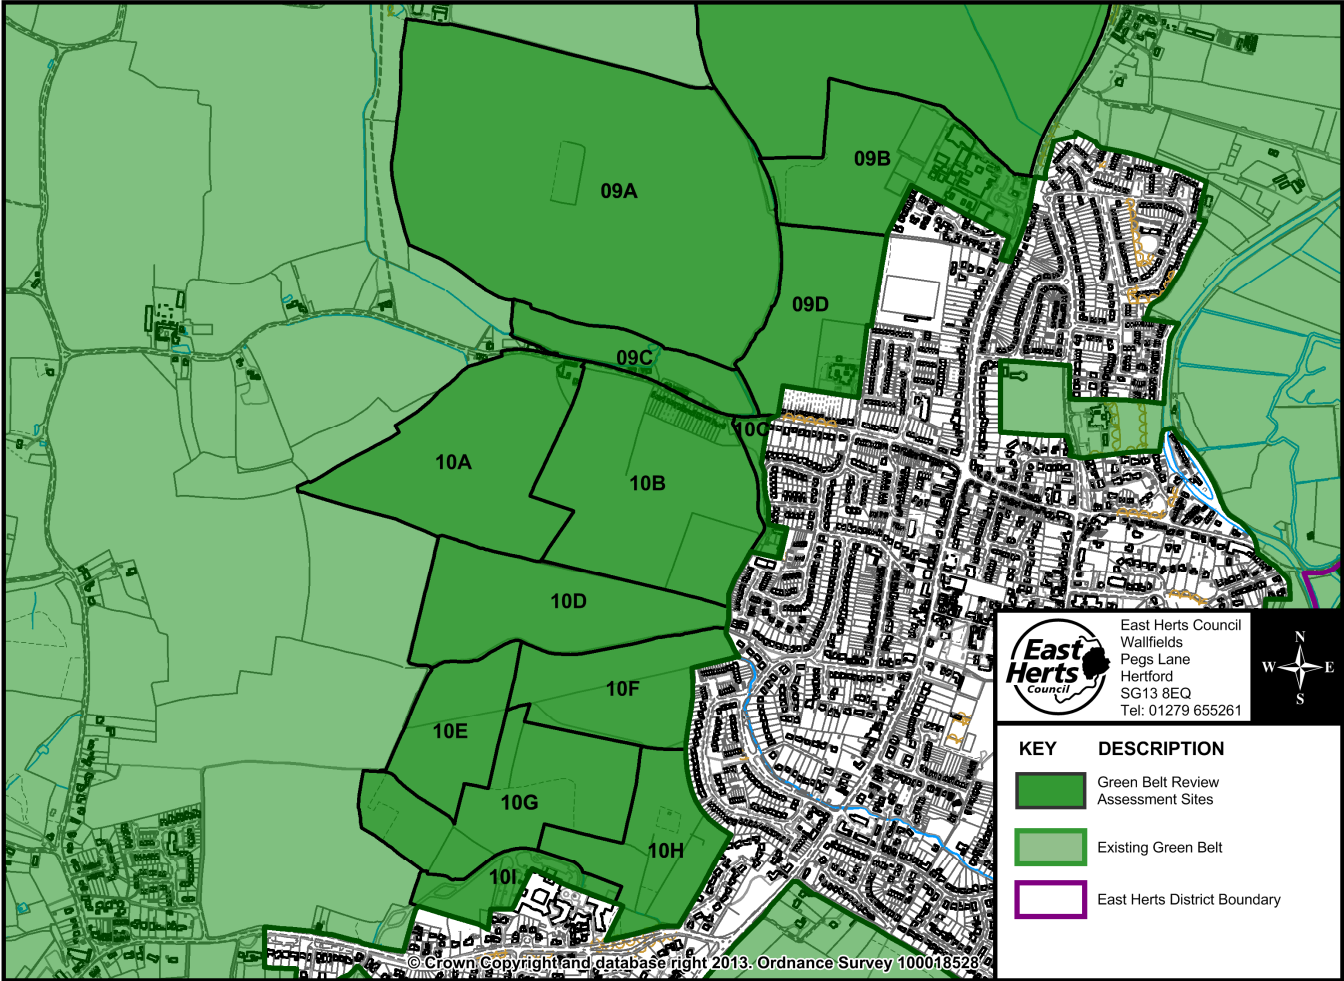 09A
09B
09D
09C
10C
10A
10B
10D
10F
10E
10G
10H
10I
East
Herts
Council
East Herts Council
Wallfields
Pegs Lane
Hertford
SG13 8EQ
Tel: 01279 655261
N
W E
S
KEY DESCRIPTION
Green Belt Review
Assessment Sites
Existing Green Belt
East Herts District Boundary
© Crown Copyright and database right 2013. Ordnance Survey 100018528